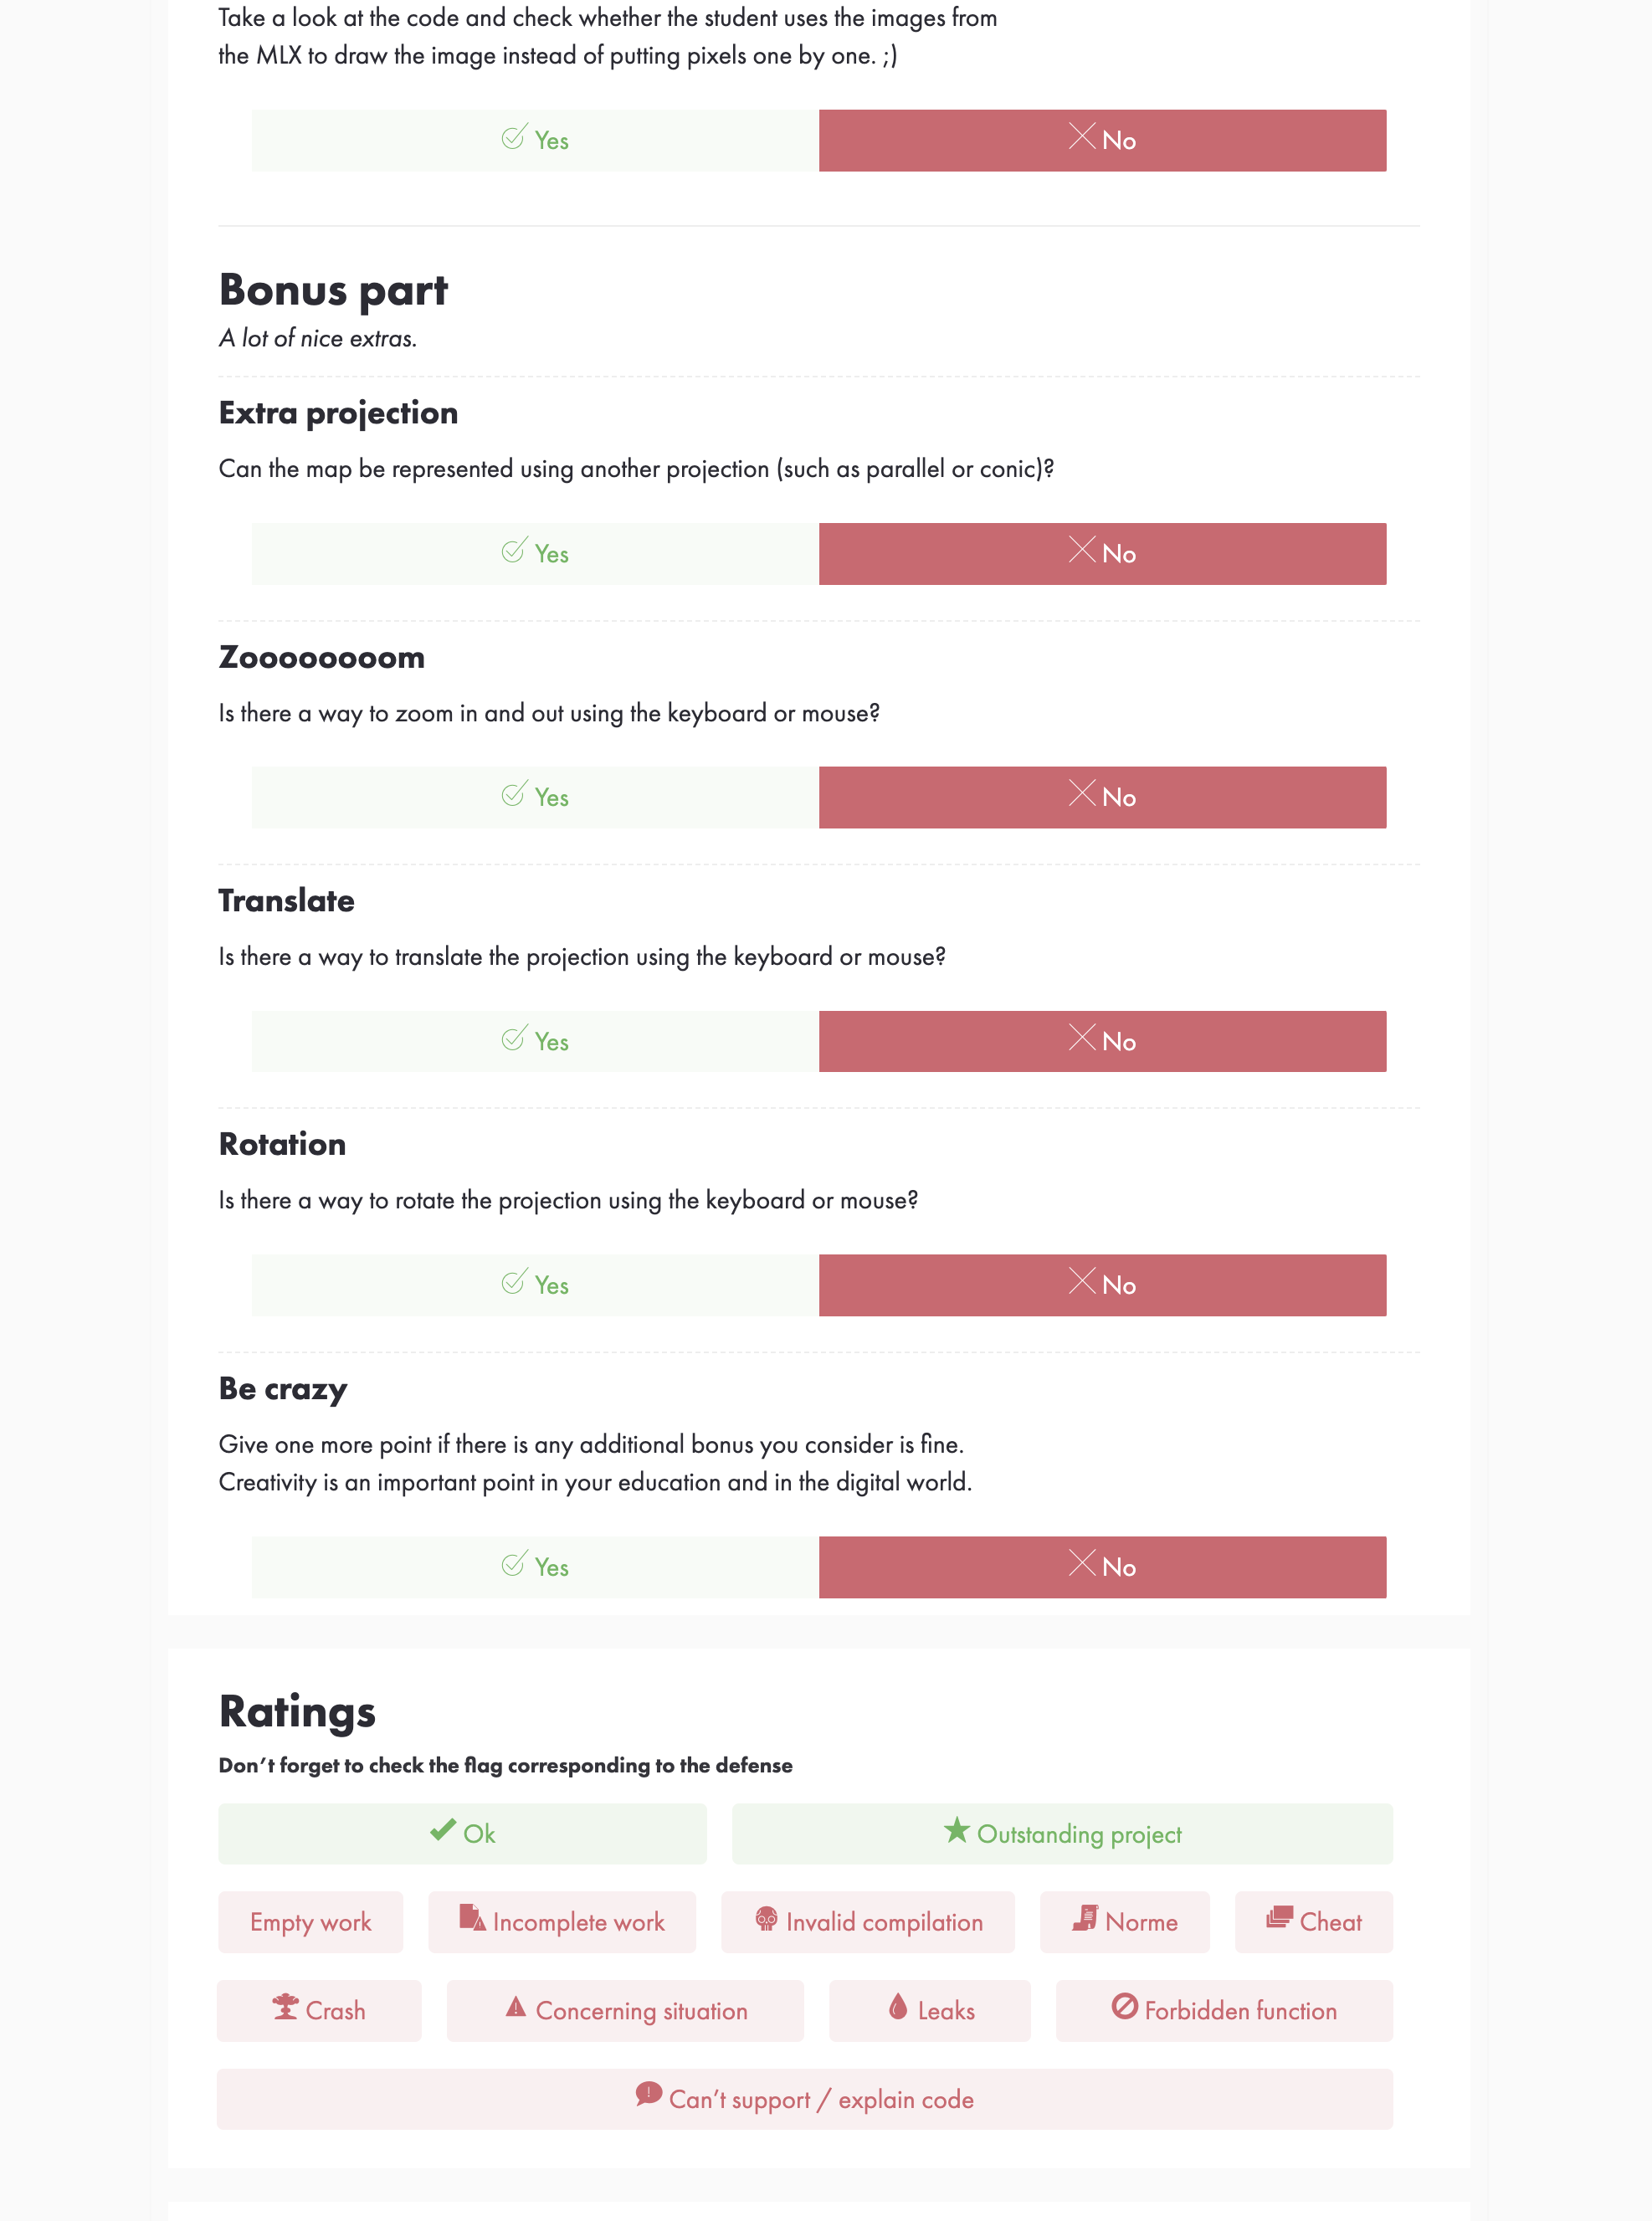 Take a look at the code and check whether the student uses the images from
the MLX to draw the image instead of putting pixels one by one. ;)
Yes
No
Bonus part
A lot of nice extras.
Extra projection
Can the map be represented using another projection (such as parallel or conic)?
Yes
No
Zoooooooom
Is there a way to zoom in and out using the keyboard or mouse?
Yes
No
Translate
Is there a way to translate the projection using the keyboard or mouse?
Yes
No
Rotation
Is there a way to rotate the projection using the keyboard or mouse?
Yes
No
Be crazy
Give one more point if there is any additional bonus you consider is fine.
Creativity is an important point in your education and in the digital world.
Yes
No
Ratings
Don’t forget to check the flag corresponding to the defense
Ok
Outstanding project
Empty work
Incomplete work
Invalid compilation
Norme
Cheat
Crash
Concerning situation
Leaks
Forbidden function
Can’t support / explain code